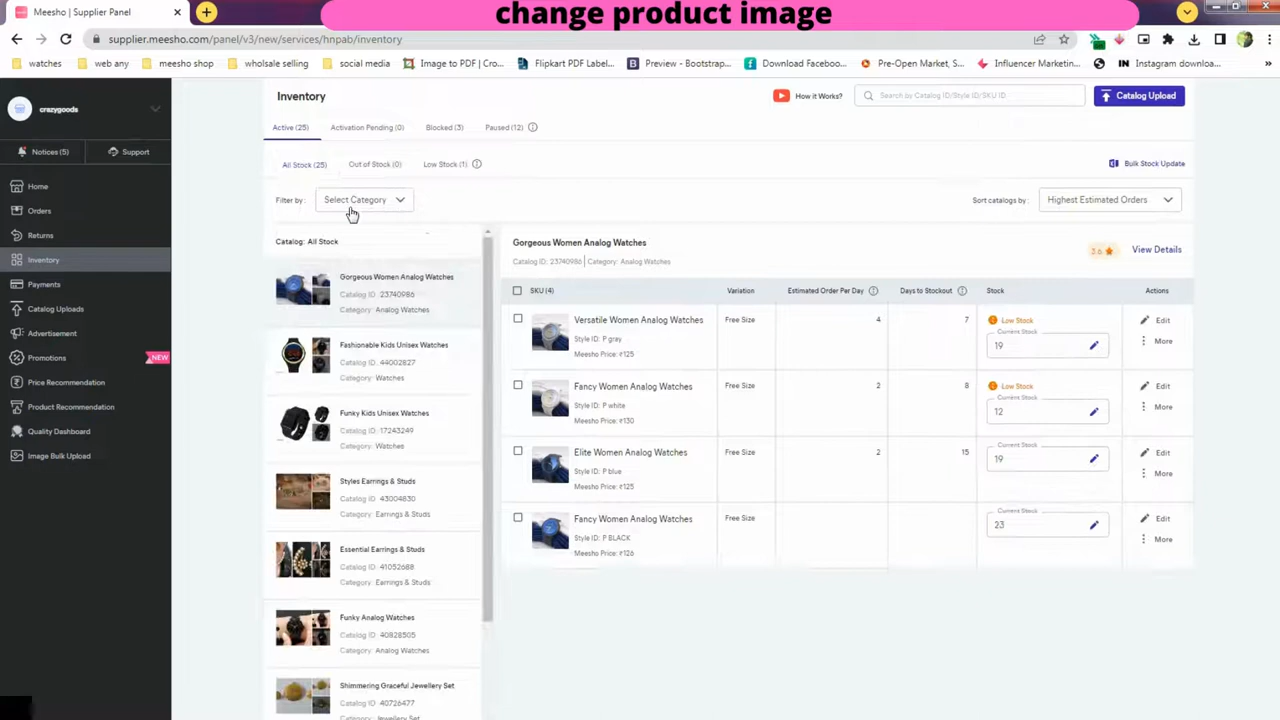 change product image
Meesho | Supplier Panel
supplier.meesho.com/panel/v3/new/services/hnpab/inventory
watches
web any
meesho shop
wholale selling
social media
Image to PDF | Cro...
Flipkart PDF Label...
Preview - Bootstrap...
Download Faceboo...
Pre-Open Market, S...
Influencer Marketin...
Instagram downloa...
crazygoods
Notices (5)
Support
Home
Orders
Returns
Inventory
Payments
Catalog Uploads
Advertisement
Promotions
NEW
Price Recommendation
Product Recommendation
Quality Dashboard
Image Bulk Upload
Inventory
How it Works?
Search by Catalog ID/Style ID/SKU ID
Catalog Upload
Active (25)
Activation Pending (0)
Blocked (3)
Paused (12)
All Stock (25)
Out of Stock (0)
Low Stock (1)
Bulk Stock Update
Filter by :
Select Category
Sort catalogs by :
Highest Estimated Orders
Catalog: All Stock
Gorgeous Women Analog Watches
Catalog ID 23740986
Category: Analog Watches
Fashionable Kids Unisex Watches
Catalog ID 44002827
Category: Watches
Funky Kids Unisex Watches
Catalog ID 17243249
Category: Watches
Styles Earrings & Studs
Catalog ID 43004830
Category: Earrings & Studs
Essential Earrings & Studs
Catalog ID 41052688
Category: Earrings & Studs
Funky Analog Watches
Catalog ID 40828505
Category: Analog Watches
Shimmering Graceful Jewellery Set
Catalog ID 40726477
Category: Jewellery Set
Gorgeous Women Analog Watches
Catalog ID: 23740986 | Category: Analog Watches
3.6
View Details
SKU (4)
Variation
Estimated Order Per Day
Days to Stockout
Stock
Actions
Versatile Women Analog Watches
Style ID: P gray
Meesho Price: ₹125
Free Size
4
7
Low Stock
Current Stock
19
Edit
More
Fancy Women Analog Watches
Style ID: P white
Meesho Price: ₹130
Free Size
2
8
Low Stock
Current Stock
12
Edit
More
Elite Women Analog Watches
Style ID: P blue
Meesho Price: ₹125
Free Size
2
15
Current Stock
19
Edit
More
Fancy Women Analog Watches
Style ID: P BLACK
Meesho Price: ₹126
Free Size
Current Stock
23
Edit
More